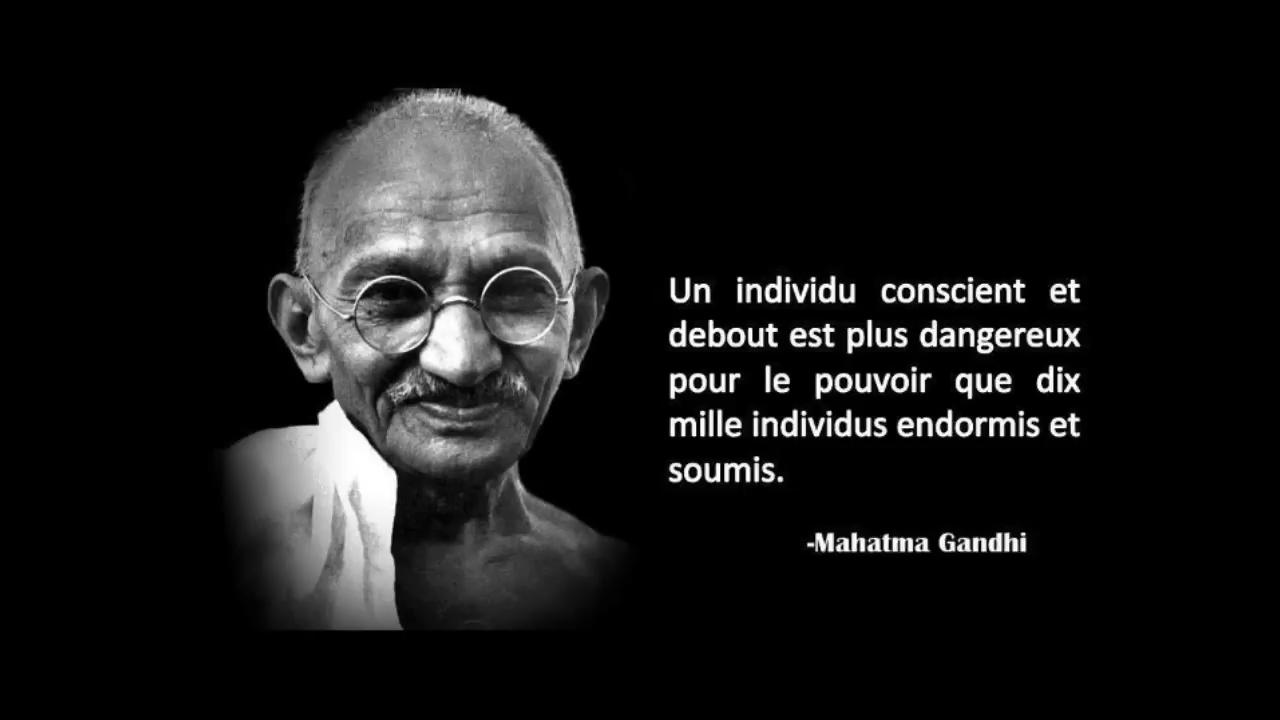 Un individu conscient et
debout est plus dangereux
pour le pouvoir que dix
mille individus endormis et
soumis.
-Mahatma Gandhi